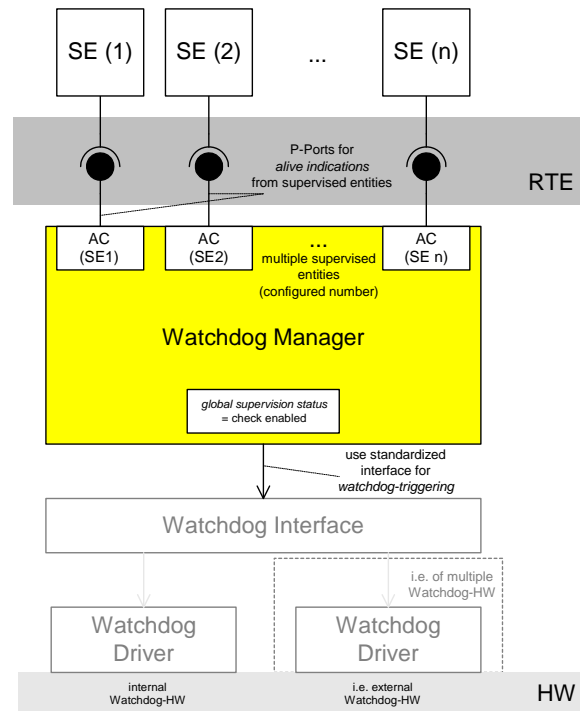 SE (1)
SE (2)
...
SE (n)
P-Ports for
alive indications
from supervised entities
RTE
AC
(SE1)
AC
(SE2)
...
multiple supervised
entities
(configured number)
AC
(SE n)
Watchdog Manager
global supervision status
= check enabled
use standardized
interface for
watchdog-triggering
Watchdog Interface
i.e. of multiple
Watchdog-HW
Watchdog
Driver
Watchdog
Driver
internal
Watchdog-HW
i.e. external
Watchdog-HW
HW